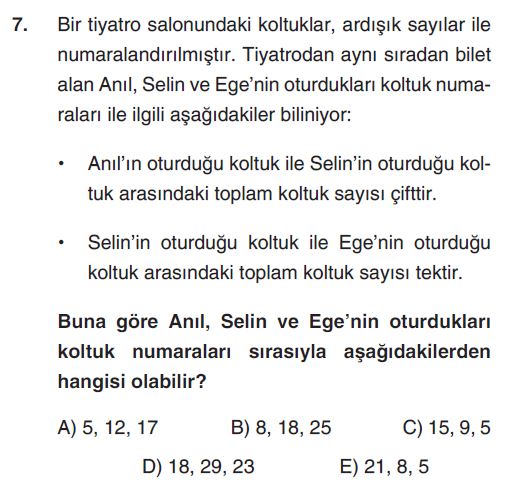 7. Bir tiyatro salonundaki koltuklar, ardışık sayılar ile
numaralandırılmıştır. Tiyatrodan aynı sıradan bilet
alan Anıl, Selin ve Ege’nin oturdukları koltuk numa-
raları ile ilgili aşağıdakiler biliniyor:
• Anıl’ın oturduğu koltuk ile Selin’in oturduğu kol-
tuk arasındaki toplam koltuk sayısı çifttir.
• Selin’in oturduğu koltuk ile Ege’nin oturduğu
koltuk arasındaki toplam koltuk sayısı tektir.
Buna göre Anıl, Selin ve Ege’nin oturdukları
koltuk numaraları sırasıyla aşağıdakilerden
hangisi olabilir?
A) 5, 12, 17 B) 8, 18, 25 C) 15, 9, 5
D) 18, 29, 23 E) 21, 8, 5